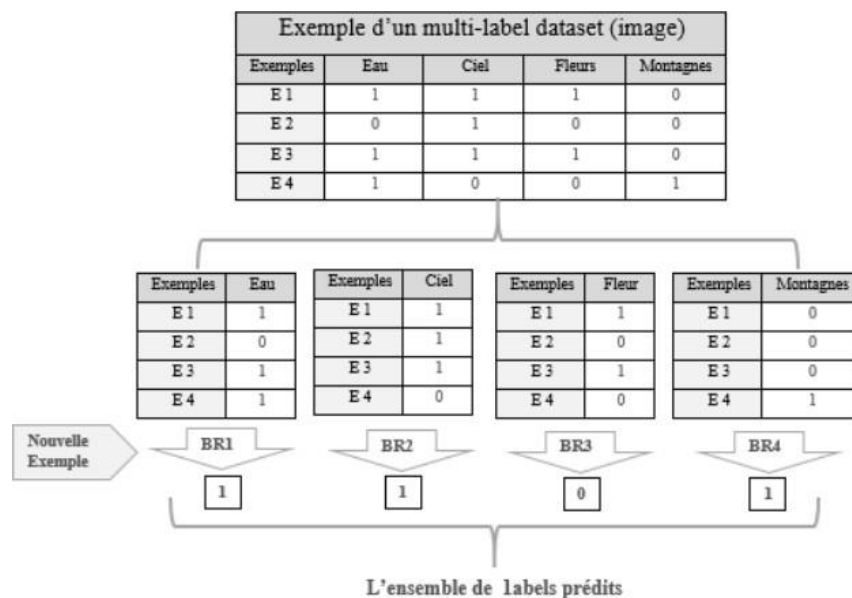 Exemple d'un multi-label dataset (image)
Exemples Eau Ciel Fleurs Montagnes
E 1 1 1 1 0
E 2 0 1 0 0
E 3 1 1 1 0
E 4 1 0 0 1
Exemples Eau
E 1 1
E 2 0
E 3 1
E 4 1
Exemples Ciel
E 1 1
E 2 1
E 3 1
E 4 0
Exemples Fleur
E 1 1
E 2 0
E 3 1
E 4 0
Exemples Montagnes
E 1 0
E 2 0
E 3 0
E 4 1
Nouvelle
Exemple
BR1 BR2 BR3 BR4
1 1 0 1
L'ensemble de labels prédits